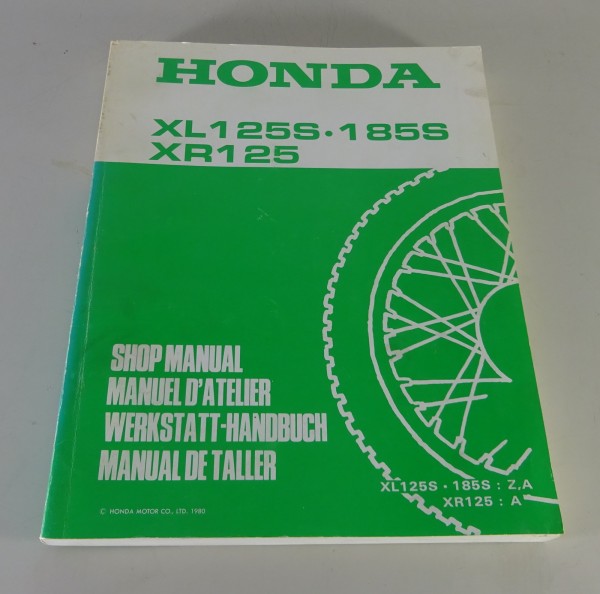 HONDA
XL125S·185S
XR125
SHOP MANUAL
MANUEL D'ATELIER
WERKSTATT-HANDBUCH
MANUAL DE TALLER
XL125S · 185S : Z,A
XR125 : A
© HONDA MOTOR CO., LTD. 1980